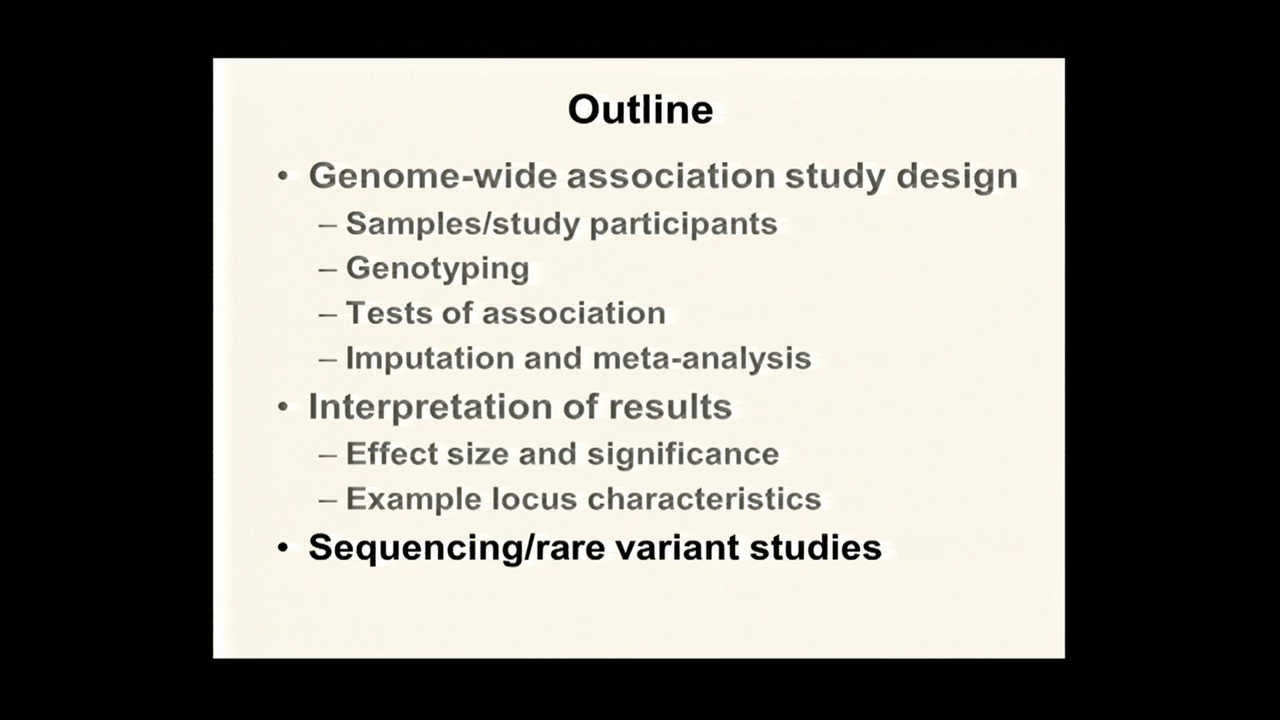 Outline
• Genome-wide association study design
– Samples/study participants
– Genotyping
– Tests of association
– Imputation and meta-analysis
• Interpretation of results
– Effect size and significance
– Example locus characteristics
• Sequencing/rare variant studies